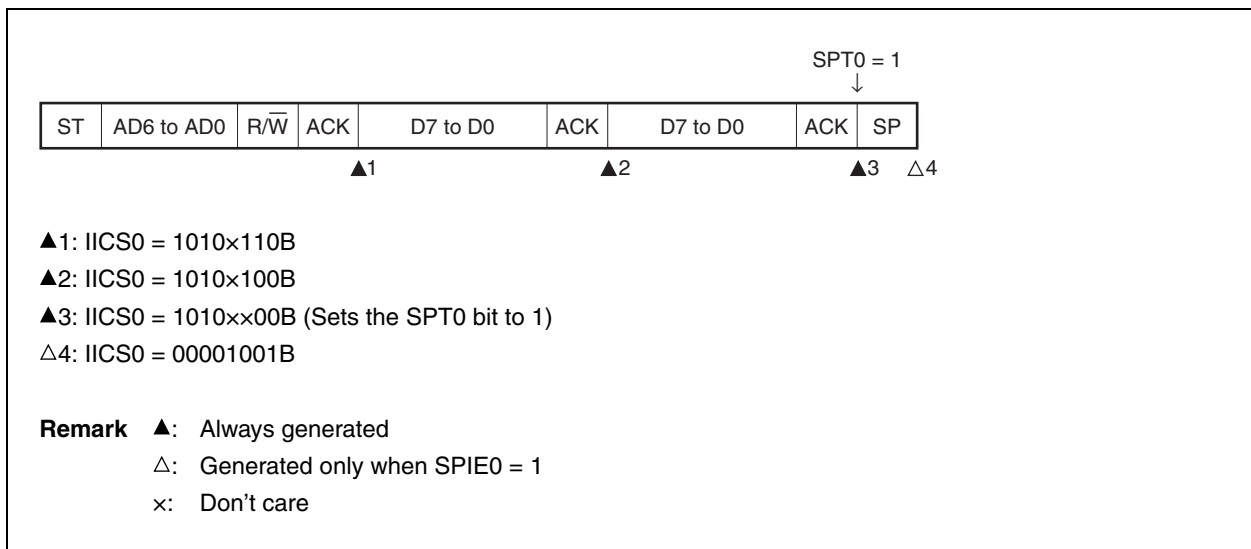 SPT0 = 1
↓
ST AD6 to AD0 R/W̅ ACK D7 to D0 ACK D7 to D0 ACK SP
▲1 ▲2 ▲3 △4
▲1: IICS0 = 1010×110B
▲2: IICS0 = 1010×100B
▲3: IICS0 = 1010××00B (Sets the SPT0 bit to 1)
△4: IICS0 = 00001001B
Remark ▲: Always generated
△: Generated only when SPIE0 = 1
×: Don't care